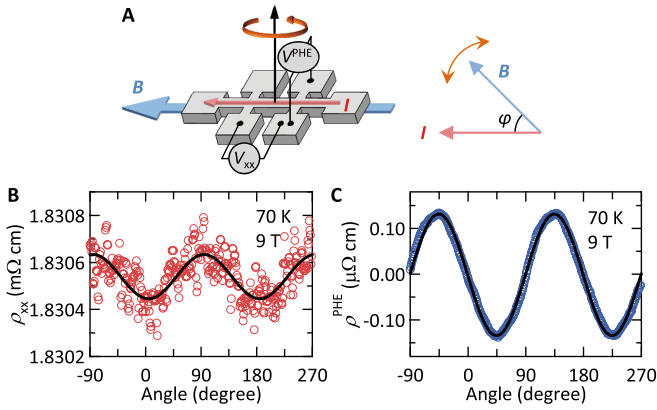 A
V^PHE
B
I
V_xx
B
φ
I
B
70 K
9 T
1.8308
1.8306
1.8304
1.8302
ρ_xx (mΩ cm)
-90 0 90 180 270
Angle (degree)
C
70 K
9 T
0.10
0.00
-0.10
ρ^PHE (μΩ cm)
-90 0 90 180 270
Angle (degree)